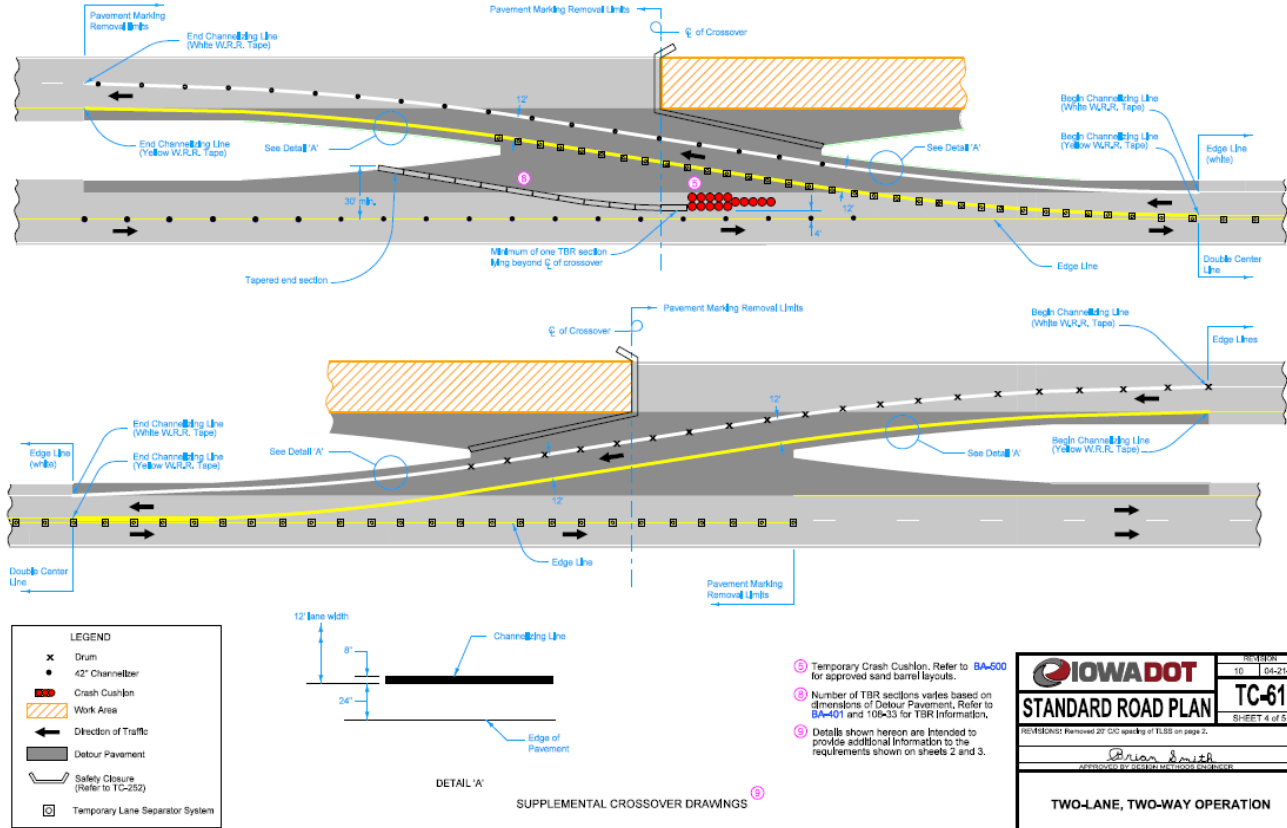 Pavement Marking
Removal Limits
End Channelizing Line
(White W.R.R. Tape)
Pavement Marking Removal Limits
℄ of Crossover
12'
Begin Channelizing Line
(White W.R.R. Tape)
Begin Channelizing Line
(Yellow W.R.R. Tape)
Edge Line
(white)
End Channelizing Line
(Yellow W.R.R. Tape)
See Detail 'A'
See Detail 'A'
30' min.
8
5
12'
4'
Minimum of one TBR section
lying beyond ℄ of crossover
Tapered end section
Edge Line
Double Center
Line
Pavement Marking Removal Limits
℄ of Crossover
Begin Channelizing Line
(White W.R.R. Tape)
Edge Lines
12'
End Channelizing Line
(White W.R.R. Tape)
Edge Line
(white)
End Channelizing Line
(Yellow W.R.R. Tape)
See Detail 'A'
See Detail 'A'
Begin Channelizing Line
(Yellow W.R.R. Tape)
12'
Edge Line
Double Center
Line
Pavement Marking
Removal Limits
LEGEND
Drum
42" Channelizer
Crash Cushion
Work Area
Direction of Traffic
Detour Pavement
Safety Closure
(Refer to TC-252)
Temporary Lane Separator System
12' lane width
Channelizing Line
8"
24"
Edge of
Pavement
DETAIL 'A'
SUPPLEMENTAL CROSSOVER DRAWINGS 9
5 Temporary Crash Cushion. Refer to BA-500
for approved sand barrel layouts.
8 Number of TBR sections varies based on
dimensions of Detour Pavement. Refer to
BA-401 and 108-33 for TBR Information.
9 Details shown hereon are intended to
provide additional information to the
requirements shown on sheets 2 and 3.
IOWADOT
STANDARD ROAD PLAN
REVISION
10 04-21-
TC-61
SHEET 4 of 5
REVISIONS: Removed 20' C/C spacing of TLSS on page 2.
Brian Smith
APPROVED BY DESIGN METHODS ENGINEER
TWO-LANE, TWO-WAY OPERATION